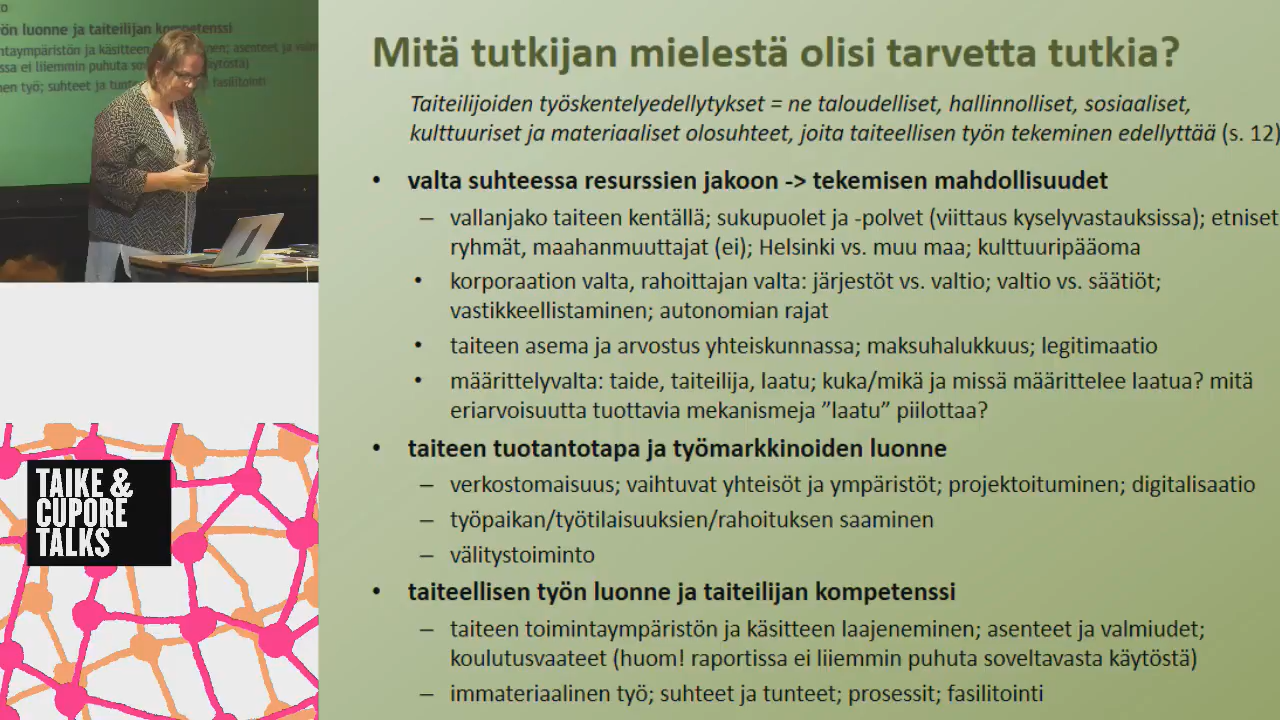 ön luonne ja taiteilijan kompetenssi
Mitä tutkijan mielestä olisi tarvetta tutkia?
Taiteilijoiden työskentelyedellytykset = ne taloudelliset, hallinnolliset, sosiaaliset,
kulttuuriset ja materiaaliset olosuhteet, joita taiteellisen työn tekeminen edellyttää (s. 12)
• valta suhteessa resurssien jakoon -> tekemisen mahdollisuudet
– vallanjako taiteen kentällä; sukupuolet ja -polvet (viittaus kyselyvastauksissa); etniset
ryhmät, maahanmuuttajat (ei); Helsinki vs. muu maa; kulttuuripääoma
• korporaation valta, rahoittajan valta: järjestöt vs. valtio; valtio vs. säätiöt;
vastikkeellistaminen; autonomian rajat
• taiteen asema ja arvostus yhteiskunnassa; maksuhalukkuus; legitimaatio
• määrittelyvalta: taide, taiteilija, laatu; kuka/mikä ja missä määrittelee laatua? mitä
eriarvoisuutta tuottavia mekanismeja ”laatu” piilottaa?
• taiteen tuotantotapa ja työmarkkinoiden luonne
– verkostomaisuus; vaihtuvat yhteisöt ja ympäristöt; projektoituminen; digitalisaatio
– työpaikan/työtilaisuuksien/rahoituksen saaminen
– välitystoiminto
• taiteellisen työn luonne ja taiteilijan kompetenssi
– taiteen toimintaympäristön ja käsitteen laajeneminen; asenteet ja valmiudet;
koulutusvaateet (huom! raportissa ei liiemmin puhuta soveltavasta käytöstä)
– immateriaalinen työ; suhteet ja tunteet; prosessit; fasilitointi
TAIKE &
CUPORE
TALKS